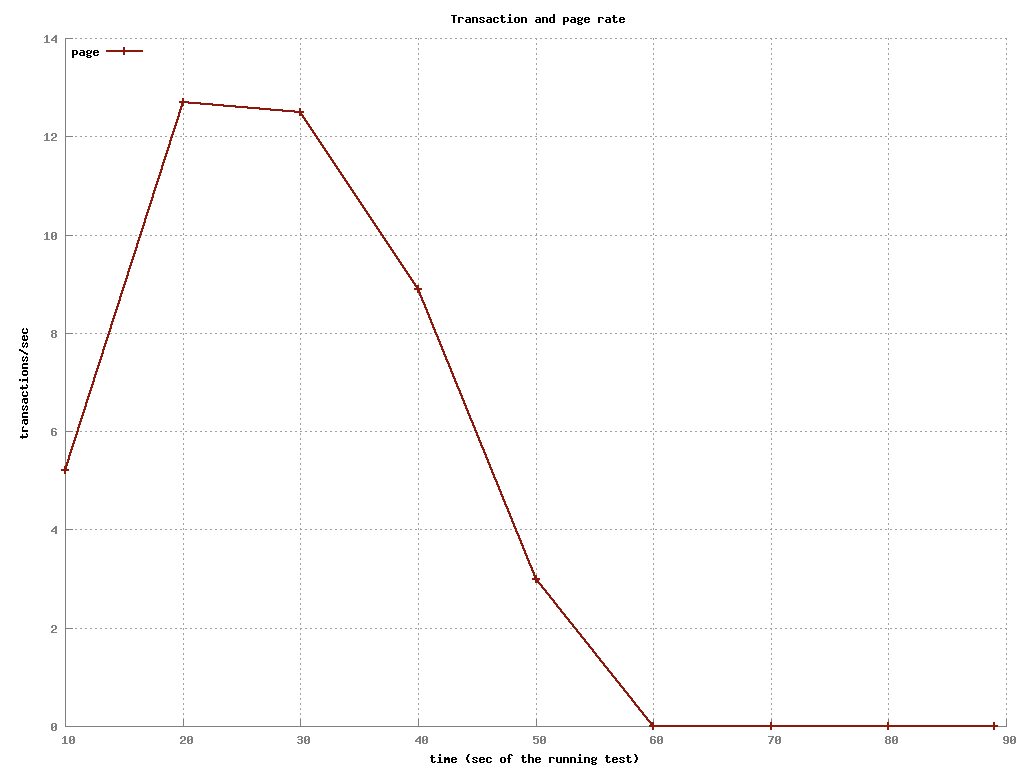 Transaction and page rate
page
14
12
10
8
6
4
2
0
transactions/sec
10 20 30 40 50 60 70 80 90
time (sec of the running test)